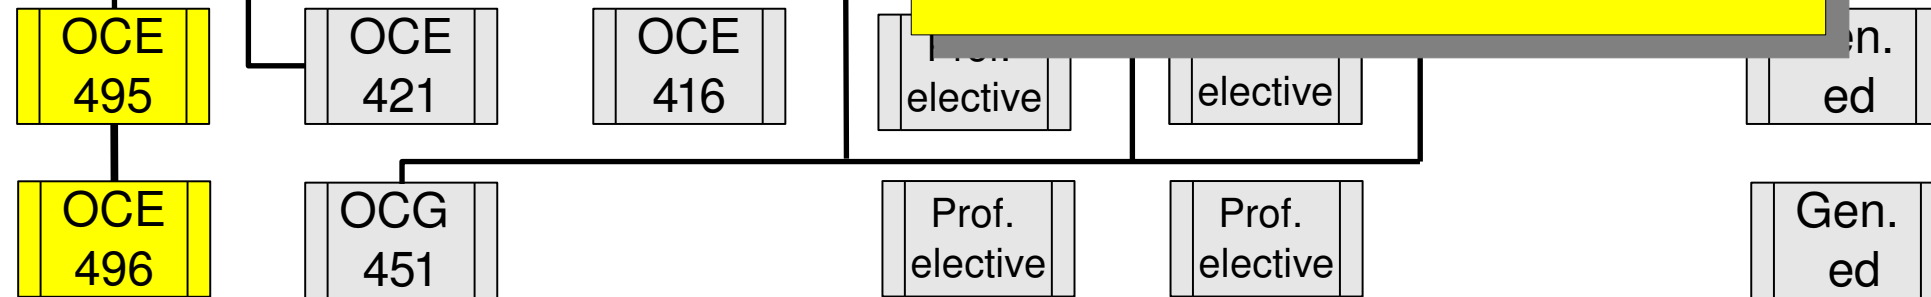 OCE
495
OCE
421
OCE
416
elective
elective
ed
OCE
496
OCG
451
Prof.
elective
Prof.
elective
Gen.
ed